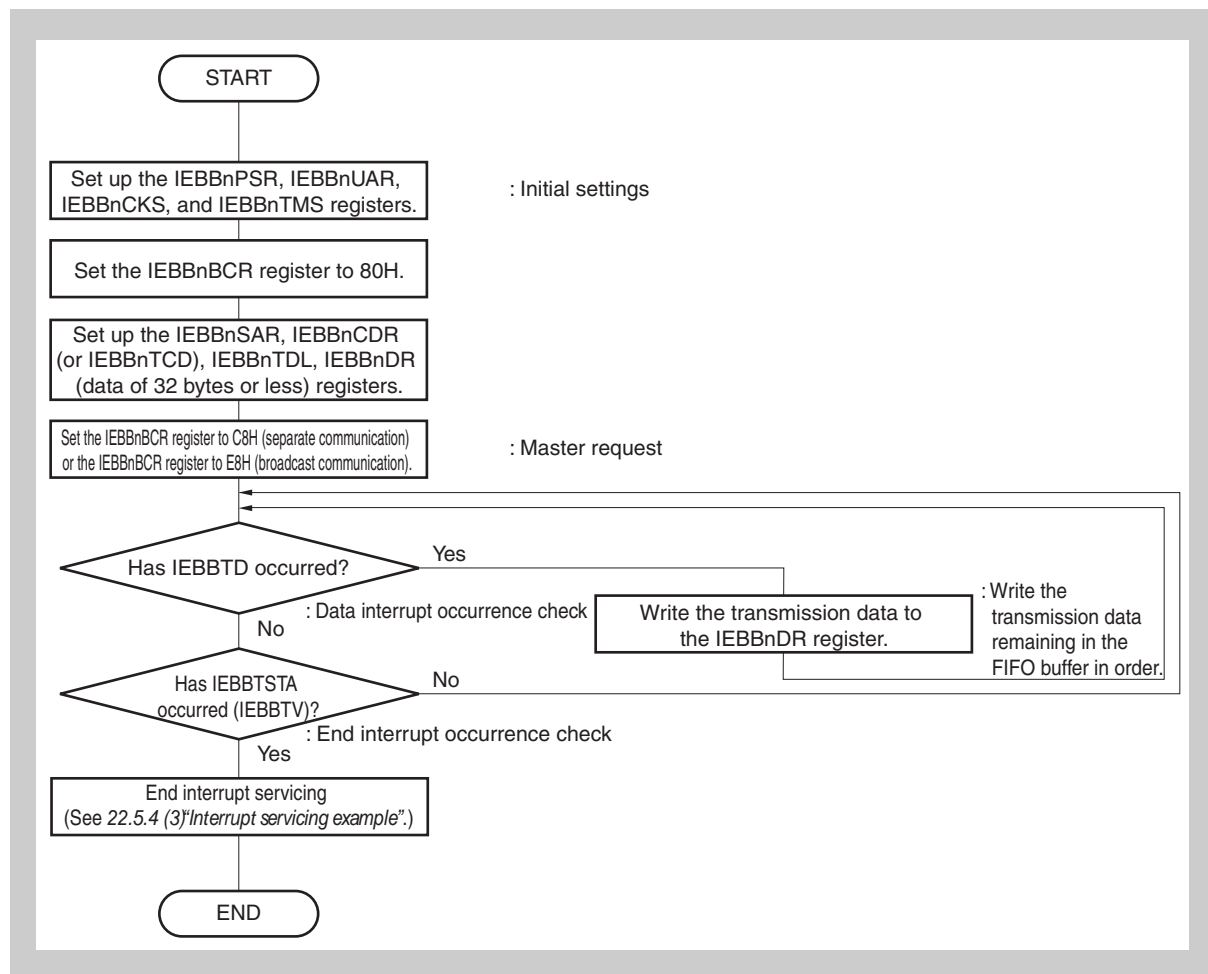 START
Set up the IEBBnPSR, IEBBnUAR,
IEBBnCKS, and IEBBnTMS registers.
: Initial settings
Set the IEBBnBCR register to 80H.
Set up the IEBBnSAR, IEBBnCDR
(or IEBBnTCD), IEBBnTDL, IEBBnDR
(data of 32 bytes or less) registers.
Set the IEBBnBCR register to C8H (separate communication)
or the IEBBnBCR register to E8H (broadcast communication).
: Master request
Has IEBBTD occurred?
Yes
: Data interrupt occurrence check
No
Write the transmission data to
the IEBBnDR register.
: Write the
transmission data
remaining in the
FIFO buffer in order.
Has IEBBTSTA
occurred (IEBBTV)?
No
: End interrupt occurrence check
Yes
End interrupt servicing
(See 22.5.4 (3)“Interrupt servicing example”.)
END